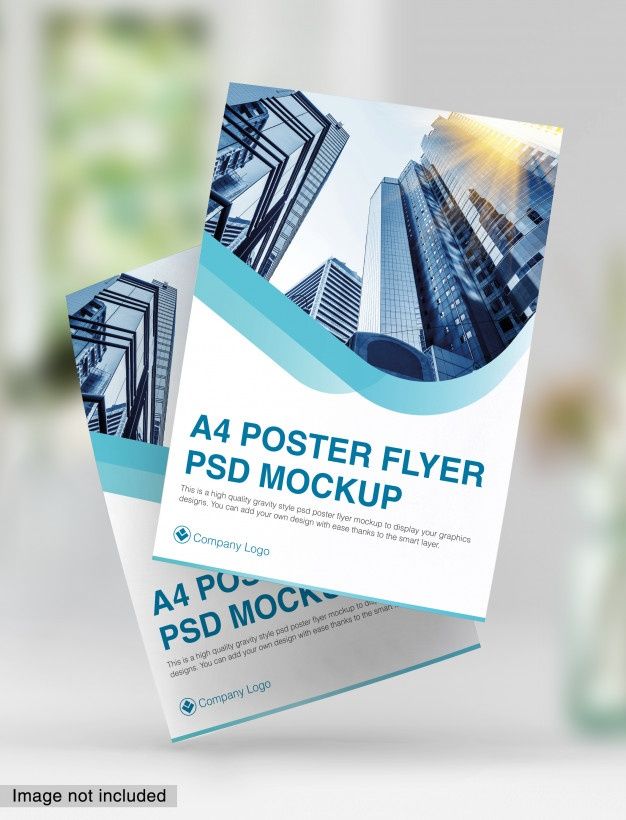 A4 POSTER FLYER
PSD MOCKUP
This is a high quality gravity style psd poster flyer mockup to display your graphics
designs. You can add your own design with ease thanks to the smart layer.
Company Logo
A4
PSD
This is a high quality gravity style psd poster flyer mockup to
designs. You can add your own design with ease thanks to the smart
Company Logo
Image not included